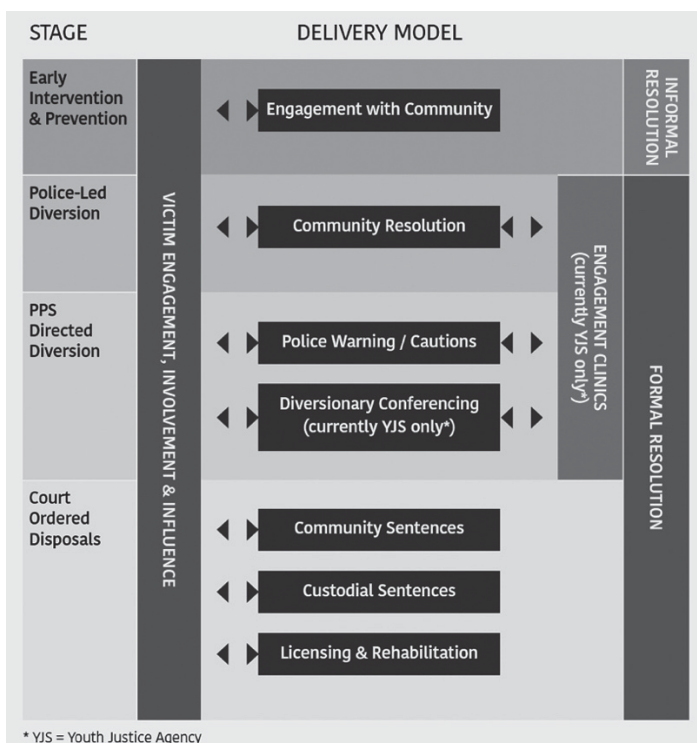 STAGE
DELIVERY MODEL
Early
Intervention
& Prevention
VICTIM ENGAGEMENT, INVOLVEMENT & INFLUENCE
Engagement with Community
INFORMAL
RESOLUTION
Police-Led
Diversion
Community Resolution
ENGAGEMENT CLINICS
(currently YJS only*)
FORMAL RESOLUTION
PPS
Directed
Diversion
Police Warning / Cautions
Diversionary Conferencing
(currently YJS only*)
Court
Ordered
Disposals
Community Sentences
Custodial Sentences
Licensing & Rehabilitation
* YJS = Youth Justice Agency